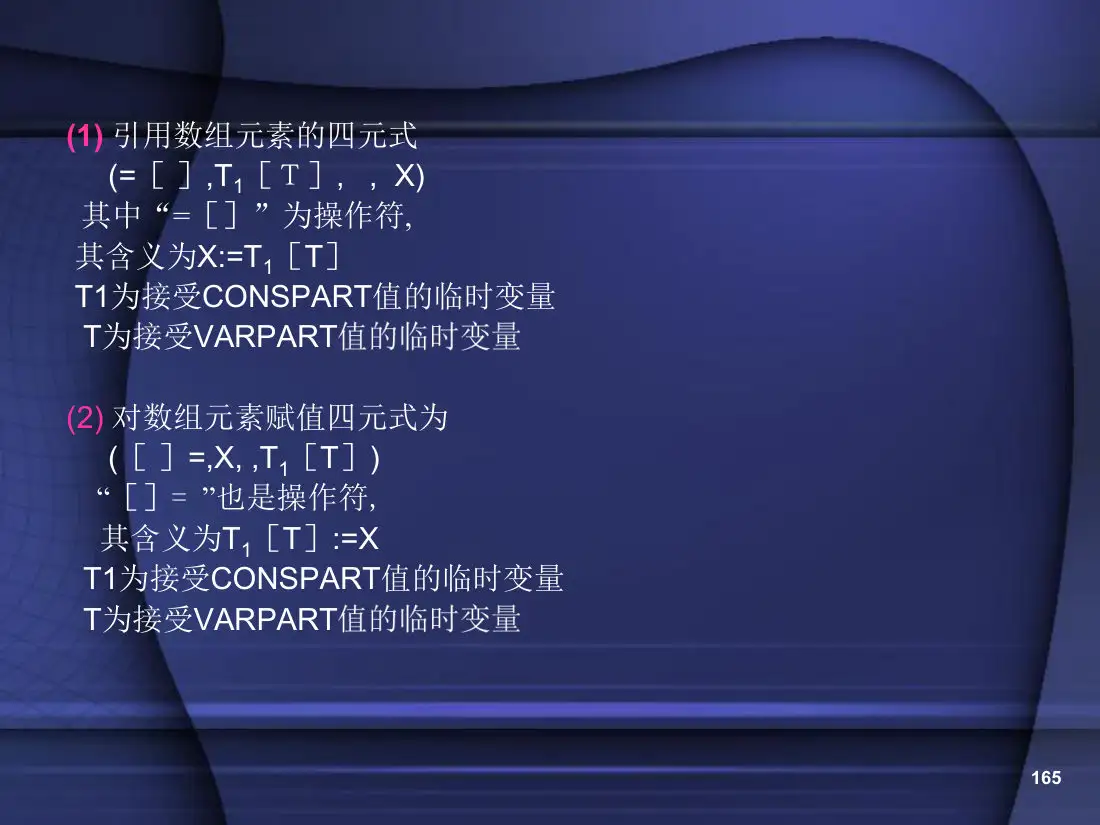 (1) 引用数组元素的四元式
(=［ ］,T1［Ｔ］, , X)
其中“=［］”为操作符,
其含义为X:=T1［T］
T1为接受CONSPART值的临时变量
T为接受VARPART值的临时变量
(2) 对数组元素赋值四元式为
(［ ］=,X, ,T1［T］)
“［］= ”也是操作符,
其含义为T1［T］:=X
T1为接受CONSPART值的临时变量
T为接受VARPART值的临时变量
165